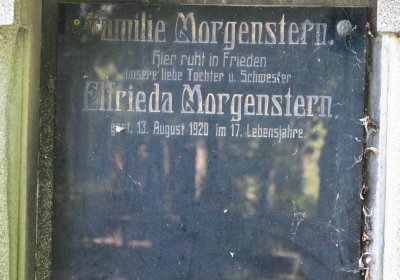 Familie Morgenstern.
Hier ruht in Frieden
unsere liebe Tochter u. Schwester
Elfrieda Morgenstern.
gest. 13. August 1920 im 17. Lebensjahre.